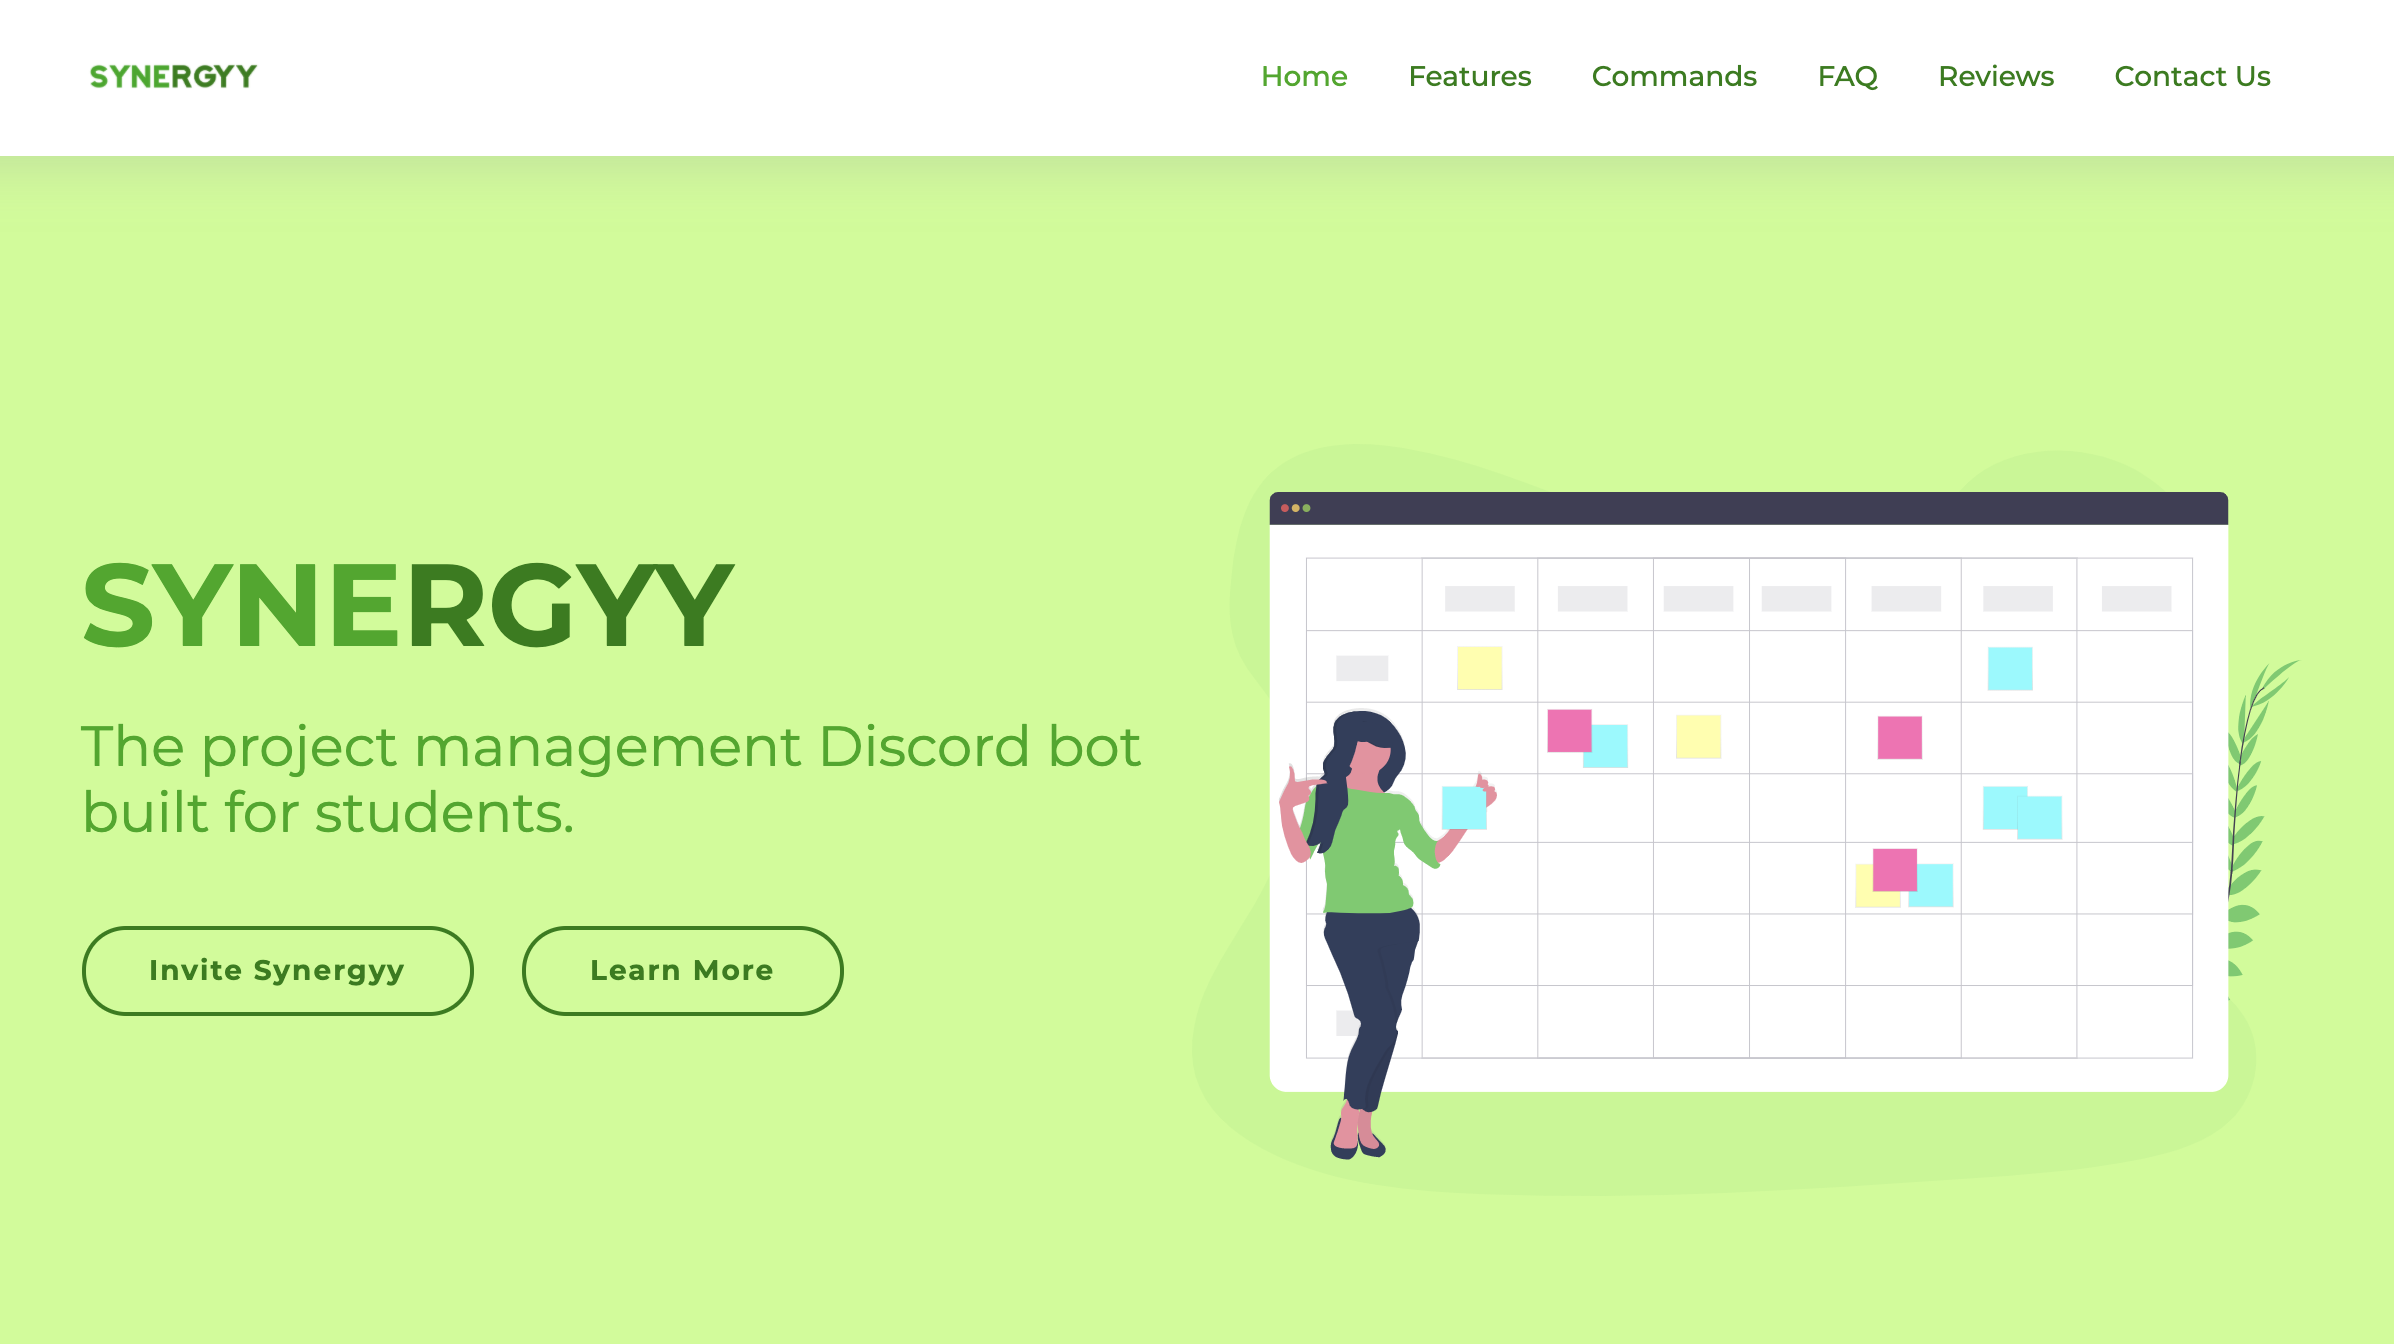 SYNERGYY
Home Features Commands FAQ Reviews Contact Us
SYNERGYY
The project management Discord bot
built for students.
Invite Synergyy Learn More